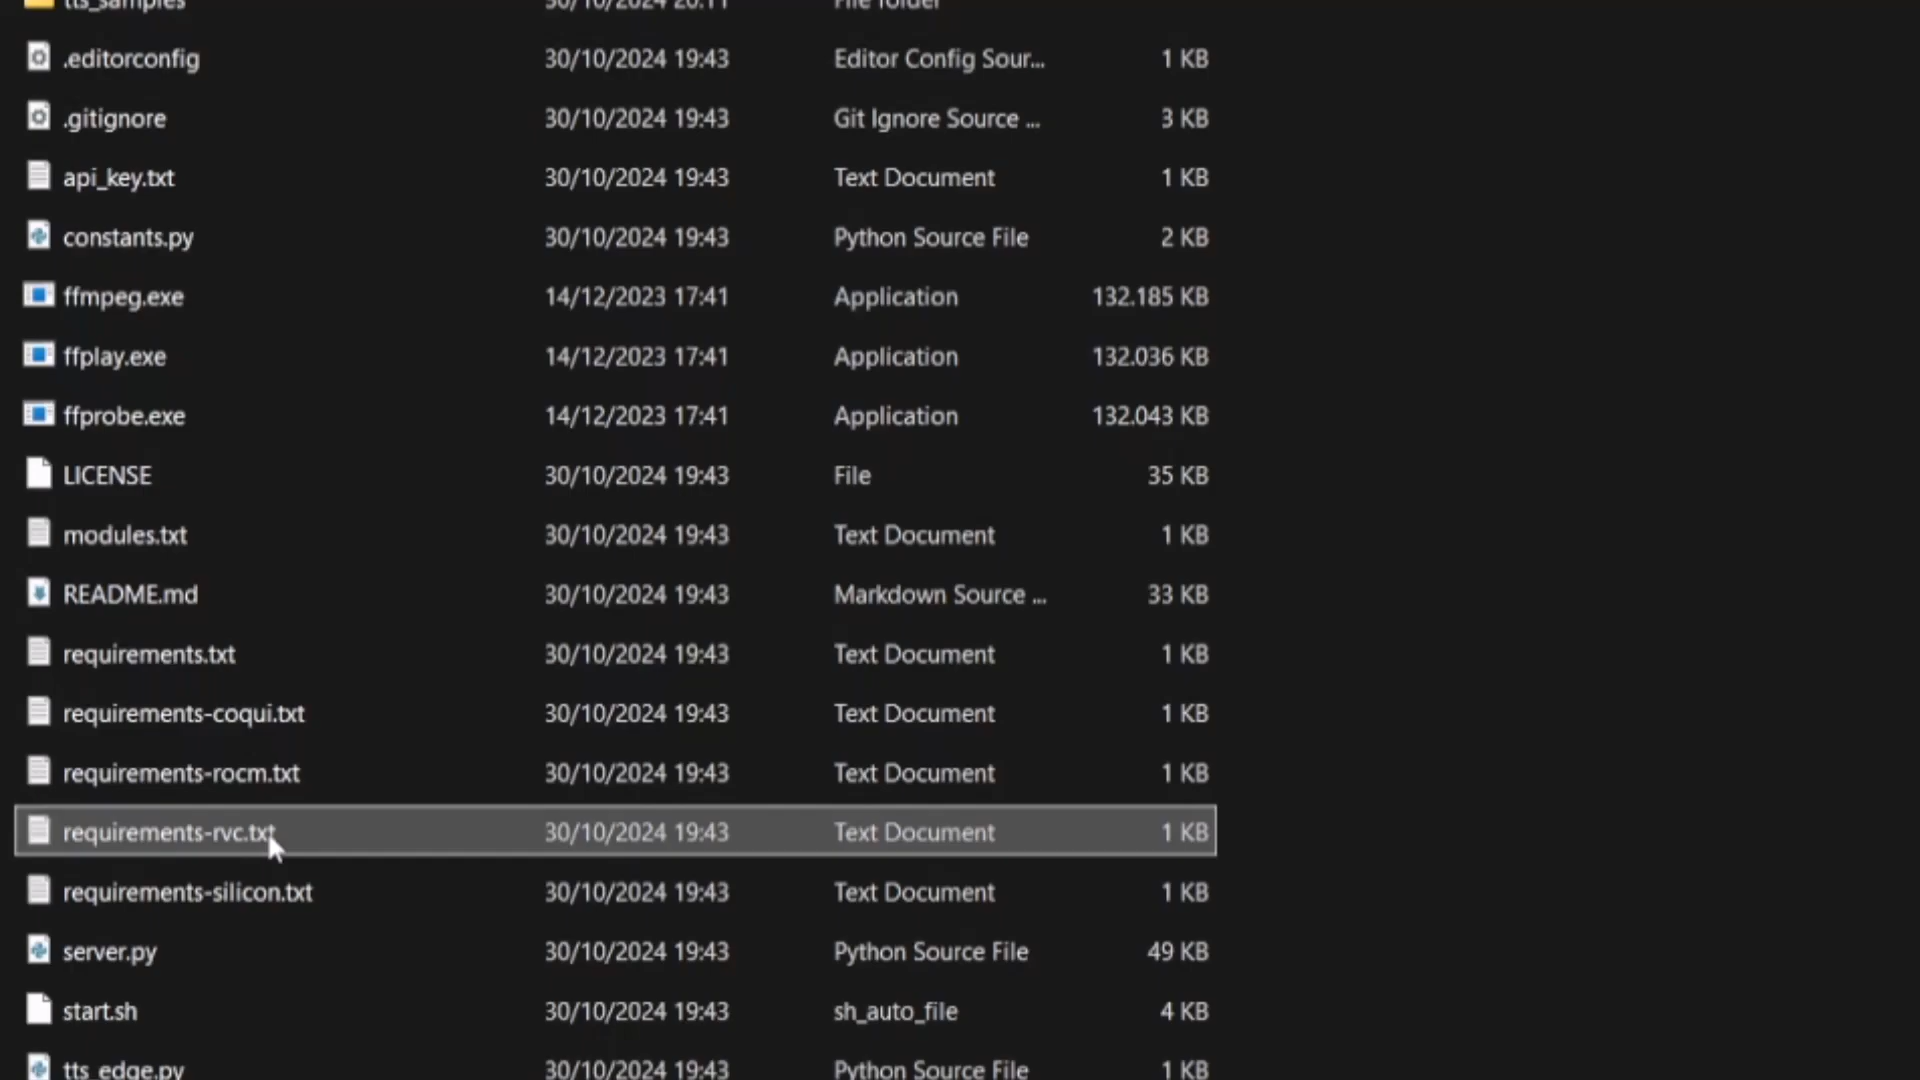 tts_samples 30/10/2024 20:11 File folder
.editorconfig 30/10/2024 19:43 Editor Config Sour... 1 KB
.gitignore 30/10/2024 19:43 Git Ignore Source ... 3 KB
api_key.txt 30/10/2024 19:43 Text Document 1 KB
constants.py 30/10/2024 19:43 Python Source File 2 KB
ffmpeg.exe 14/12/2023 17:41 Application 132.185 KB
ffplay.exe 14/12/2023 17:41 Application 132.036 KB
ffprobe.exe 14/12/2023 17:41 Application 132.043 KB
LICENSE 30/10/2024 19:43 File 35 KB
modules.txt 30/10/2024 19:43 Text Document 1 KB
README.md 30/10/2024 19:43 Markdown Source ... 33 KB
requirements.txt 30/10/2024 19:43 Text Document 1 KB
requirements-coqui.txt 30/10/2024 19:43 Text Document 1 KB
requirements-rocm.txt 30/10/2024 19:43 Text Document 1 KB
requirements-rvc.txt 30/10/2024 19:43 Text Document 1 KB
requirements-silicon.txt 30/10/2024 19:43 Text Document 1 KB
server.py 30/10/2024 19:43 Python Source File 49 KB
start.sh 30/10/2024 19:43 sh_auto_file 4 KB
tts_edge.py 30/10/2024 19:43 Python Source File 1 KB